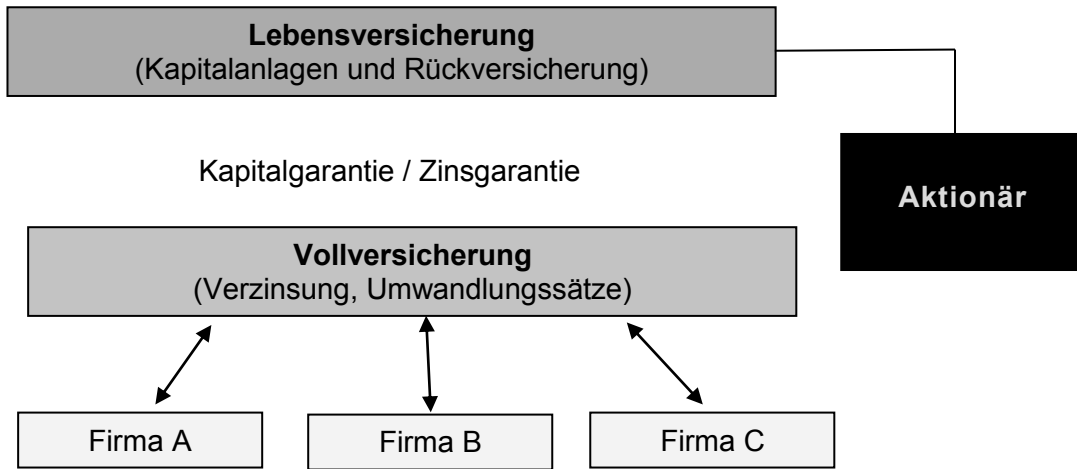 Lebensversicherung
(Kapitalanlagen und Rückversicherung)
Kapitalgarantie / Zinsgarantie
Aktionär
Vollversicherung
(Verzinsung, Umwandlungssätze)
Firma A
Firma B
Firma C